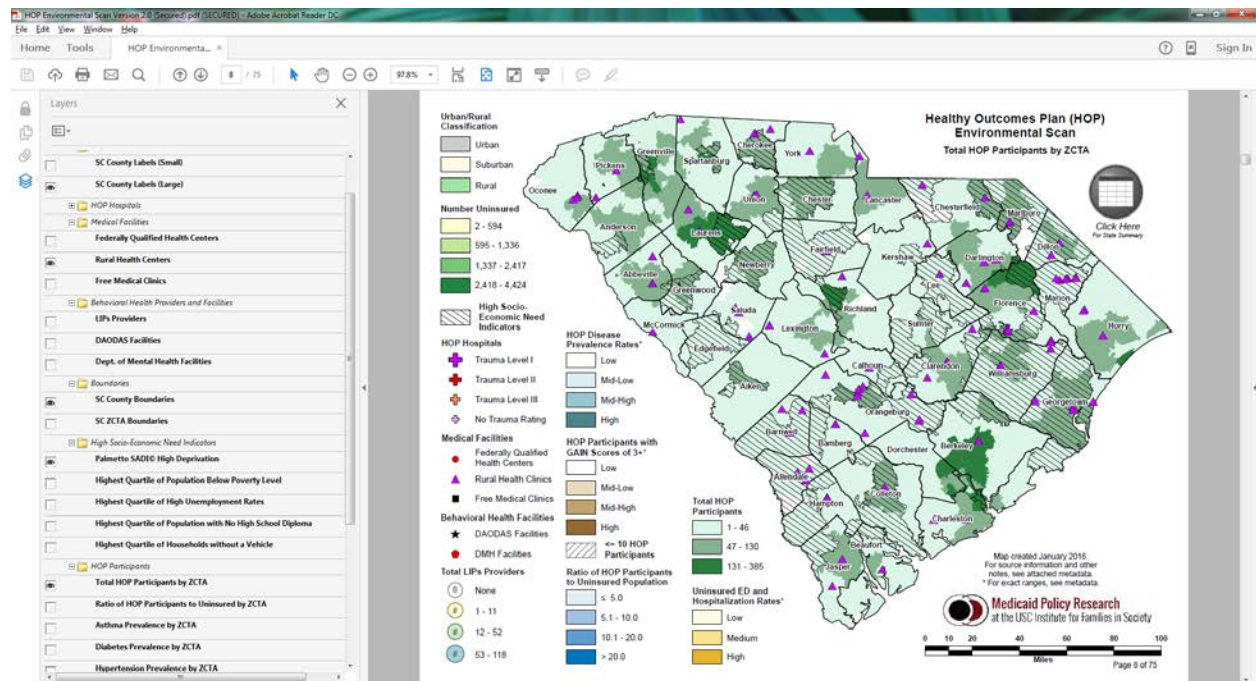 HOP Environmental Scan Version 2.0 (Secured).pdf (SECURED) - Adobe Acrobat Reader DC
File Edit View Window Help
Home Tools HOP Environmenta... ×
Sign In
8 / 75
97.8%
Layers
SC County Labels (Small)
SC County Labels (Large)
HOP Hospitals
Medical Facilities
Federally Qualified Health Centers
Rural Health Centers
Free Medical Clinics
Behavioral Health Providers and Facilities
LIPs Providers
DAODAS Facilities
Dept. of Mental Health Facilities
Boundaries
SC County Boundaries
SC ZCTA Boundaries
High Socio-Economic Need Indicators
Palmetto SADI© High Deprivation
Highest Quartile of Population Below Poverty Level
Highest Quartile of High Unemployment Rates
Highest Quartile of Population with No High School Diploma
Highest Quartile of Households without a Vehicle
HOP Participants
Total HOP Participants by ZCTA
Ratio of HOP Participants to Uninsured by ZCTA
Asthma Prevalence by ZCTA
Diabetes Prevalence by ZCTA
Hypertension Prevalence by ZCTA
Urban/Rural
Classification
Urban
Suburban
Rural
Number Uninsured
2 - 594
595 - 1,336
1,337 - 2,417
2,418 - 4,424
High Socio-
Economic Need
Indicators
HOP Hospitals
Trauma Level I
Trauma Level II
Trauma Level III
No Trauma Rating
Medical Facilities
Federally Qualified
Health Centers
Rural Health Clinics
Free Medical Clinics
Behavioral Health Facilities
DAODAS Facilities
DMH Facilities
Total LIPs Providers
0 None
# 1 - 11
# 12 - 52
# 53 - 118
HOP Disease
Prevalence Rates*
Low
Mid-Low
Mid-High
High
HOP Participants with
GAIN Scores of 3+*
Low
Mid-Low
Mid-High
High
<= 10 HOP
Participants
Ratio of HOP Participants
to Uninsured Population
≤ 5.0
5.1 - 10.0
10.1 - 20.0
> 20.0
Total HOP
Participants
1 - 46
47 - 130
131 - 385
Uninsured ED and
Hospitalization Rates*
Low
Medium
High
Healthy Outcomes Plan (HOP)
Environmental Scan
Total HOP Participants by ZCTA
Click Here
For State Summary
Oconee
Pickens
Greenville
Spartanburg
Cherokee
York
Anderson
Laurens
Union
Chester
Lancaster
Chesterfield
Marlboro
Abbeville
Greenwood
Newberry
Fairfield
Kershaw
Darlington
Dillon
McCormick
Saluda
Lexington
Richland
Lee
Florence
Marion
Horry
Edgefield
Aiken
Calhoun
Sumter
Clarendon
Williamsburg
Georgetown
Orangeburg
Barnwell
Bamberg
Dorchester
Berkeley
Allendale
Hampton
Colleton
Charleston
Beaufort
Jasper
Map created January 2016.
For source information and other
notes, see attached metadata.
* For exact ranges, see metadata.
Medicaid Policy Research
at the USC Institute for Families in Society
0 10 20 40 60 80 100
Miles
Page 8 of 75